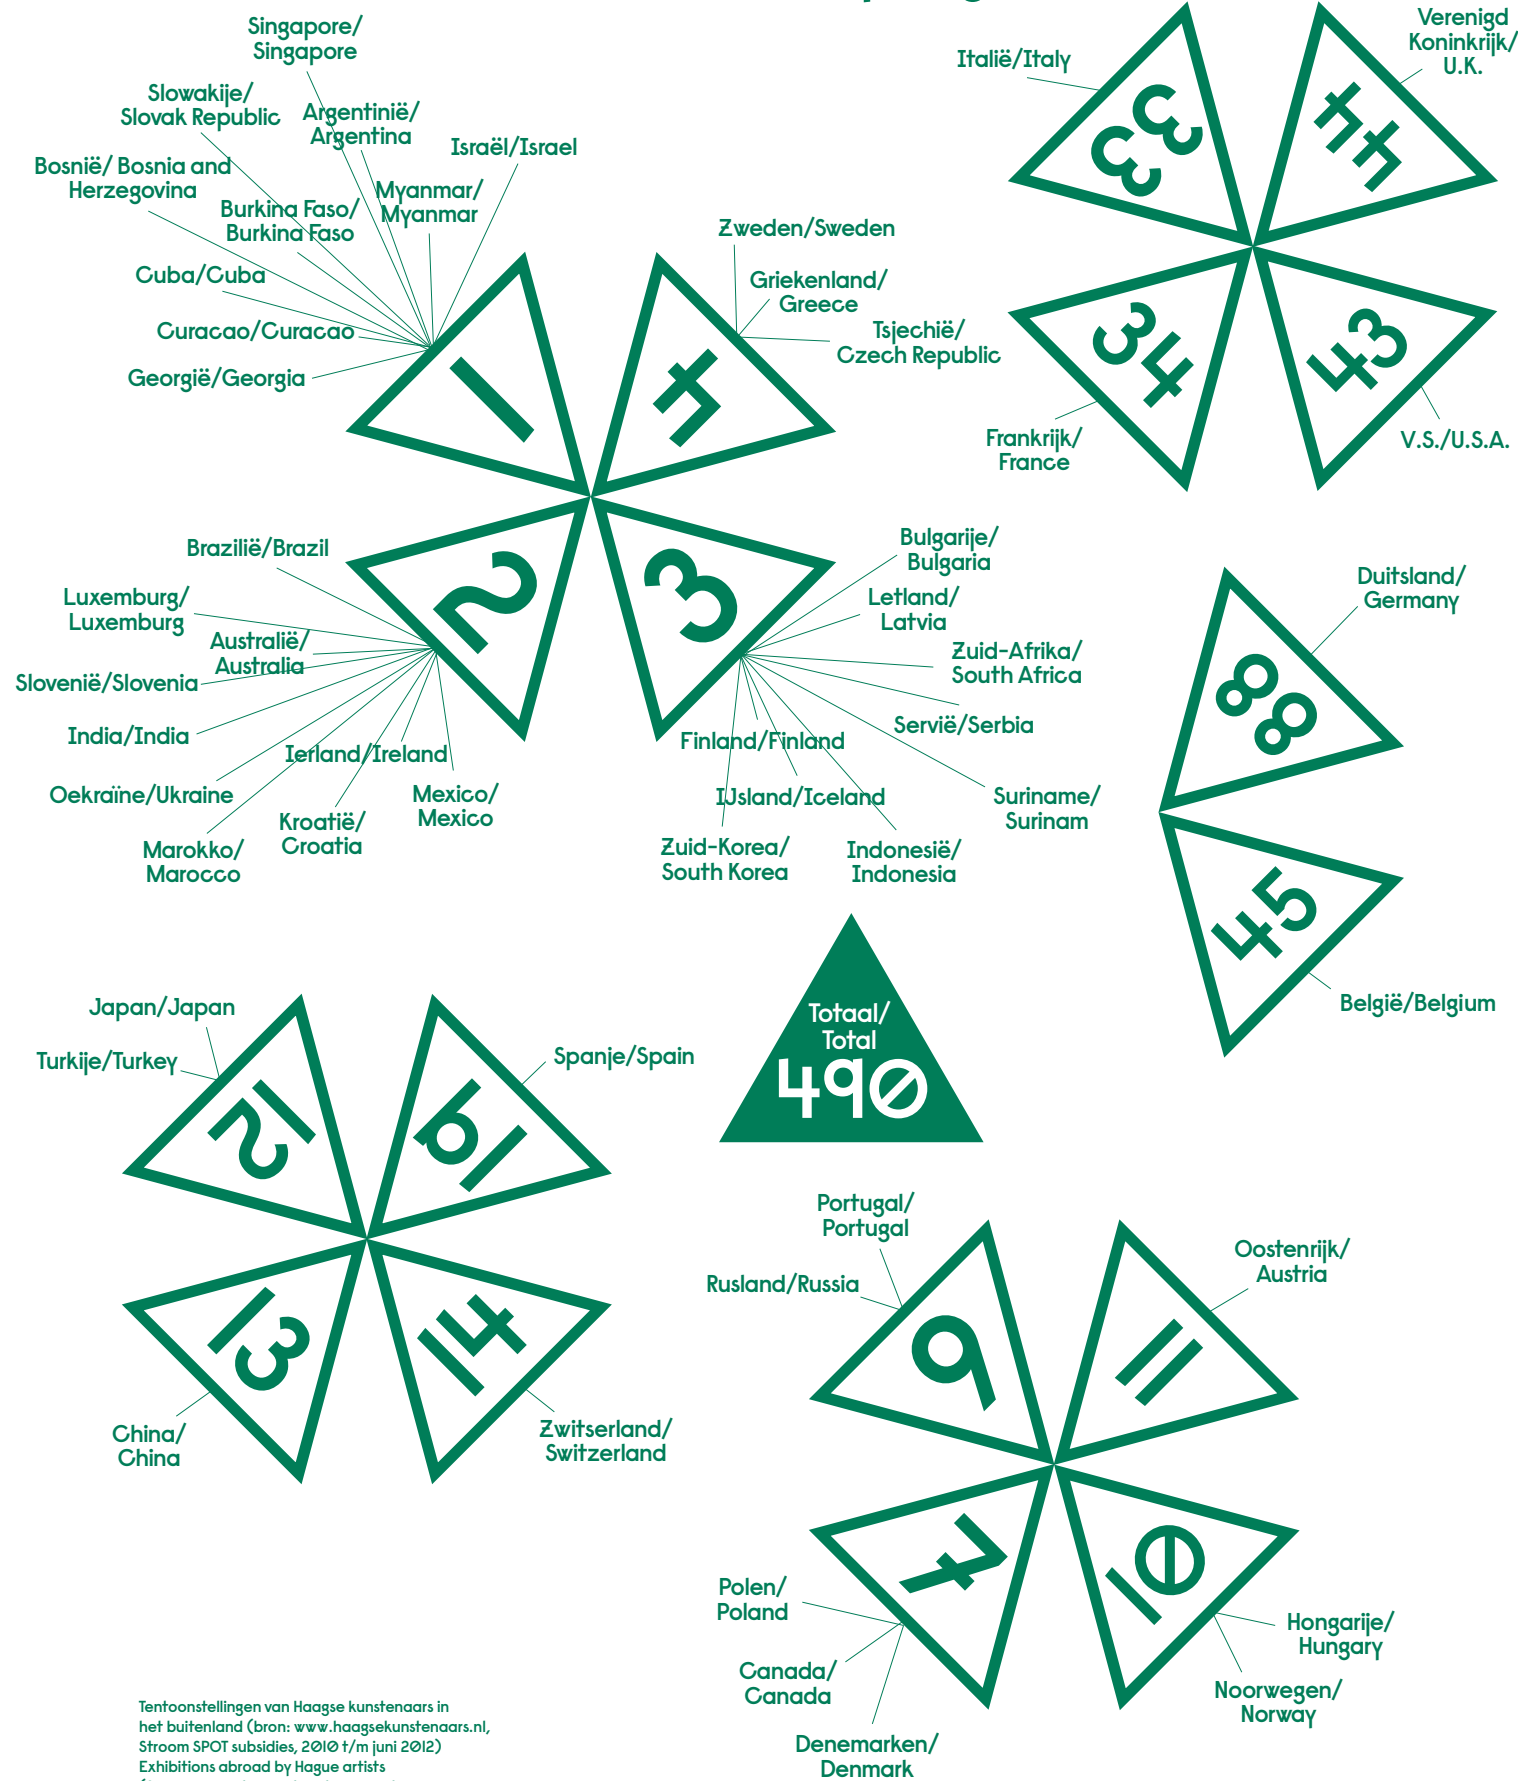 Singapore/
Singapore
Slowakije/
Slovak Republic
Argentinië/
Argentina
Israël/Israel
Bosnië/ Bosnia and
Herzegovina
Myanmar/
Myanmar
Burkina Faso/
Burkina Faso
Cuba/Cuba
Curacao/Curacao
Georgië/Georgia
1
Zweden/Sweden
Griekenland/
Greece
Tsjechië/
Czech Republic
4
Brazilië/Brazil
Luxemburg/
Luxemburg
Australië/
Australia
Slovenië/Slovenia
India/India
Ierland/Ireland
Oekraïne/Ukraine
Mexico/
Mexico
Kroatië/
Croatia
Marokko/
Marocco
2
3
Bulgarije/
Bulgaria
Letland/
Latvia
Zuid-Afrika/
South Africa
Servië/Serbia
Finland/Finland
IJsland/Iceland
Suriname/
Surinam
Zuid-Korea/
South Korea
Indonesië/
Indonesia
Italië/Italy
33
Verenigd
Koninkrijk/
U.K.
44
34
Frankrijk/
France
43
V.S./U.S.A.
Duitsland/
Germany
88
45
België/Belgium
Totaal/
Total
490
Japan/Japan
Turkije/Turkey
12
Spanje/Spain
19
13
China/
China
14
Zwitserland/
Switzerland
Portugal/
Portugal
Rusland/Russia
9
Oostenrijk/
Austria
11
7
Polen/
Poland
Canada/
Canada
Denemarken/
Denmark
10
Hongarije/
Hungary
Noorwegen/
Norway
Tentoonstellingen van Haagse kunstenaars in
het buitenland (bron: www.haagsekunstenaars.nl,
Stroom SPOT subsidies, 2010 t/m juni 2012)
Exhibitions abroad by Hague artists